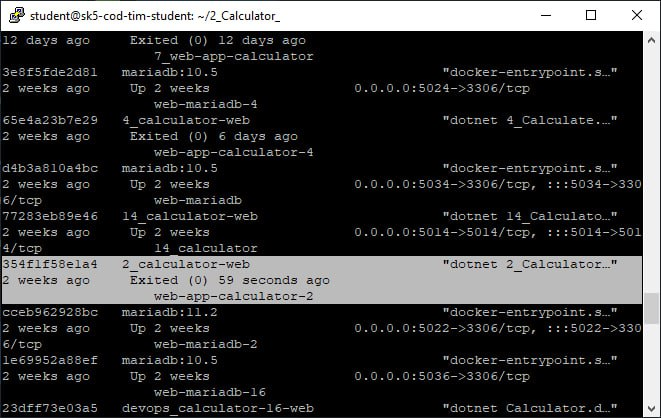 student@sk5-cod-tim-student: ~/2_Calculator_
12 days ago     Exited (0) 12 days ago
                   7_web-app-calculator
3e8f5fde2d81   mariadb:10.5                            "docker-entrypoint.s…"
2 weeks ago     Up 2 weeks                  0.0.0.0:5024->3306/tcp
                   web-mariadb-4
65e4a23b7e29   4_calculator-web                        "dotnet 4_Calculate.…"
2 weeks ago     Exited (0) 6 days ago
                   web-app-calculator-4
d4b3a810a4bc   mariadb:10.5                            "docker-entrypoint.s…"
2 weeks ago     Up 2 weeks                  0.0.0.0:5034->3306/tcp, :::5034->330
6/tcp              web-mariadb
77283eb89e46   14_calculator-web                       "dotnet 14_Calculato…"
2 weeks ago     Up 2 weeks                  0.0.0.0:5014->5014/tcp, :::5014->501
4/tcp              14_calculator
354f1f58e1a4   2_calculator-web                        "dotnet 2_Calculator…"
2 weeks ago     Exited (0) 59 seconds ago
                   web-app-calculator-2
cceb962928bc   mariadb:11.2                            "docker-entrypoint.s…"
2 weeks ago     Up 2 weeks                  0.0.0.0:5022->3306/tcp, :::5022->330
6/tcp              web-mariadb-2
1e69952a88ef   mariadb:10.5                            "docker-entrypoint.s…"
2 weeks ago     Up 2 weeks                  0.0.0.0:5036->3306/tcp
                   web-mariadb-16
23dff73e03a5   devops_calculator-16-web                "dotnet Calculator.d…"